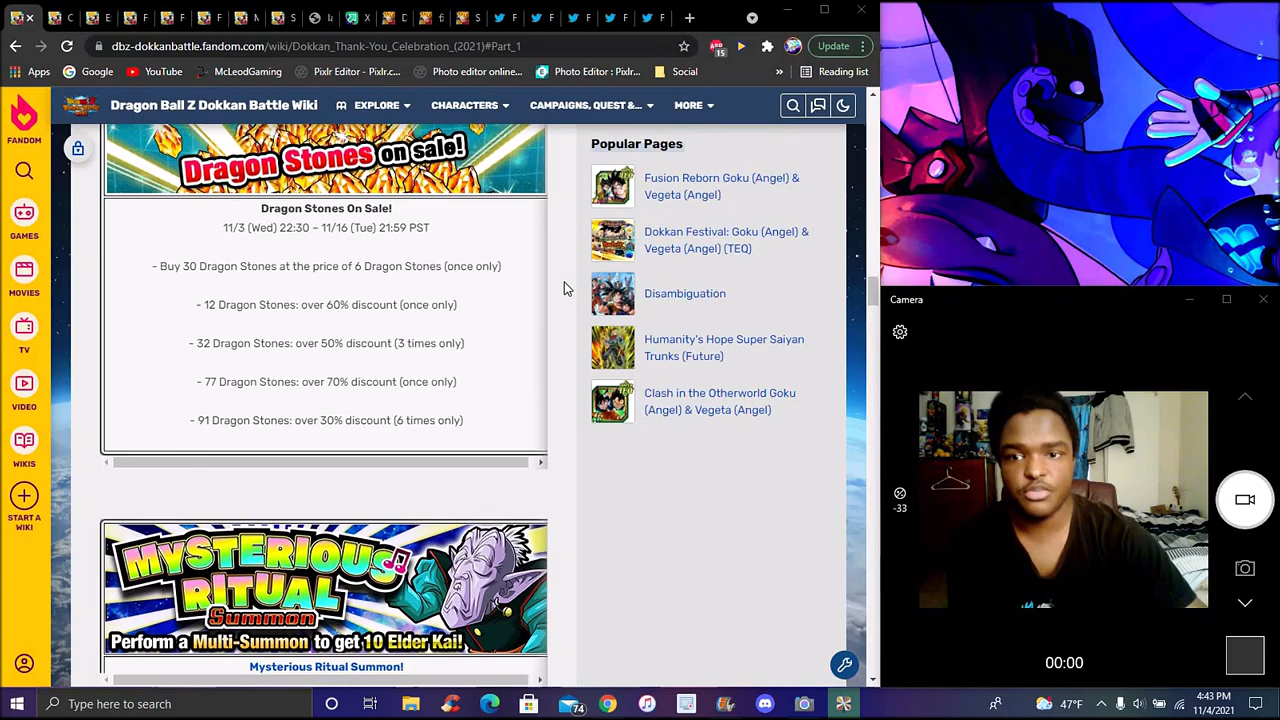 dbz-dokkanbattle.fandom.com/wiki/Dokkan_Thank-You_Celebration_(2021)#Part_1
15
Update
Apps
Google
YouTube
McLeodGaming
Pixlr Editor - Pixlr.c...
Photo editor online...
Photo Editor : Pixlr...
Social
»
Reading list
FANDOM
GAMES
MOVIES
TV
VIDEO
WIKIS
START A
WIKI
Dragon Ball Z Dokkan Battle Wiki
EXPLORE
CHARACTERS
CAMPAIGNS, QUEST &...
MORE
Dragon Stones on sale!
Dragon Stones On Sale!
11/3 (Wed) 22:30 ~ 11/16 (Tue) 21:59 PST
- Buy 30 Dragon Stones at the price of 6 Dragon Stones (once only)
- 12 Dragon Stones: over 60% discount (once only)
- 32 Dragon Stones: over 50% discount (3 times only)
- 77 Dragon Stones: over 70% discount (once only)
- 91 Dragon Stones: over 30% discount (6 times only)
MYSTERIOUS
RITUAL
Summon
Perform a Multi-Summon to get 10 Elder Kai!
Mysterious Ritual Summon!
Popular Pages
Fusion Reborn Goku (Angel) &
Vegeta (Angel)
Dokkan Festival: Goku (Angel) &
Vegeta (Angel) (TEQ)
Disambiguation
Humanity's Hope Super Saiyan
Trunks (Future)
Clash in the Otherworld Goku
(Angel) & Vegeta (Angel)
Camera
-33
00:00
Type here to search
74
47°F
4:43 PM
11/4/2021